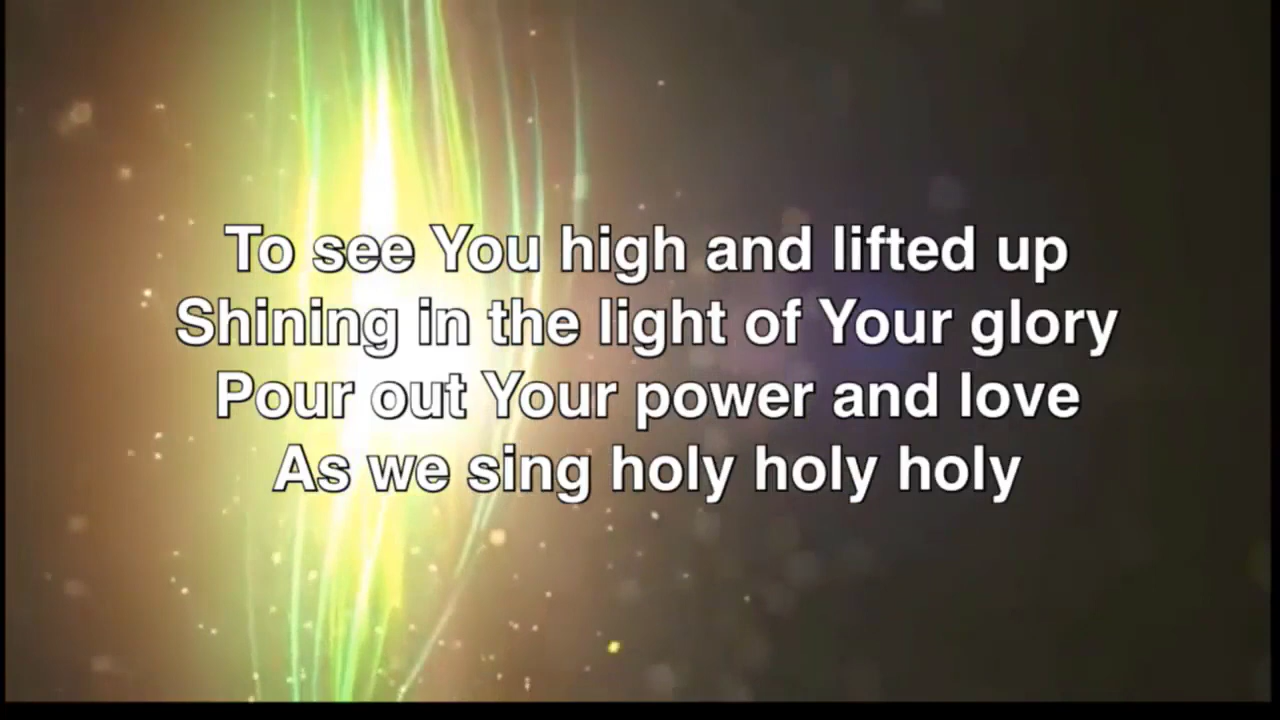 To see You high and lifted up
Shining in the light of Your glory
Pour out Your power and love
As we sing holy holy holy